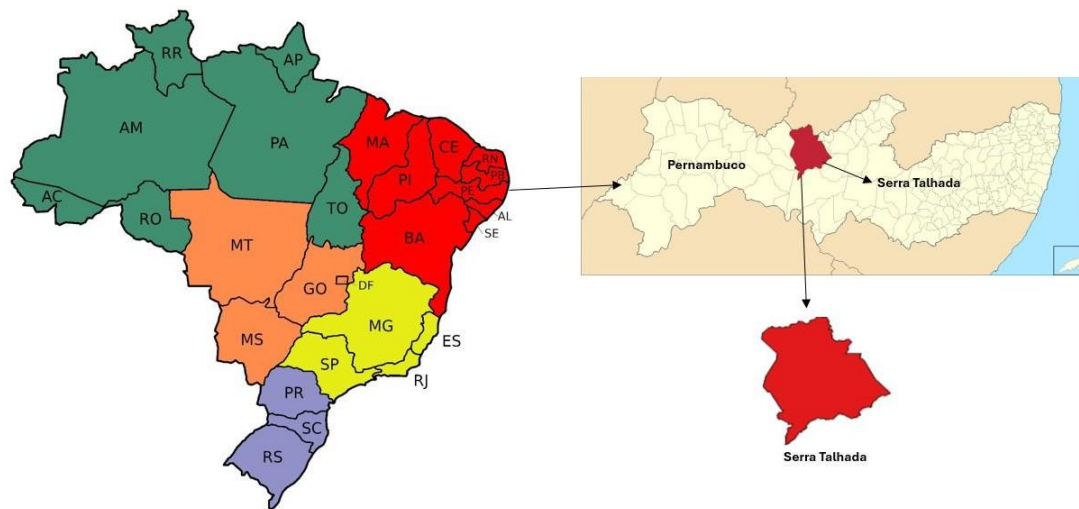 RR
AP
AM
PA
MA
CE
RN
PB
PI
PE
AC
AL
TO
RO
SE
BA
MT
GO
DF
MG
MS
ES
SP
RJ
PR
SC
RS
Pernambuco
Serra Talhada
Serra Talhada